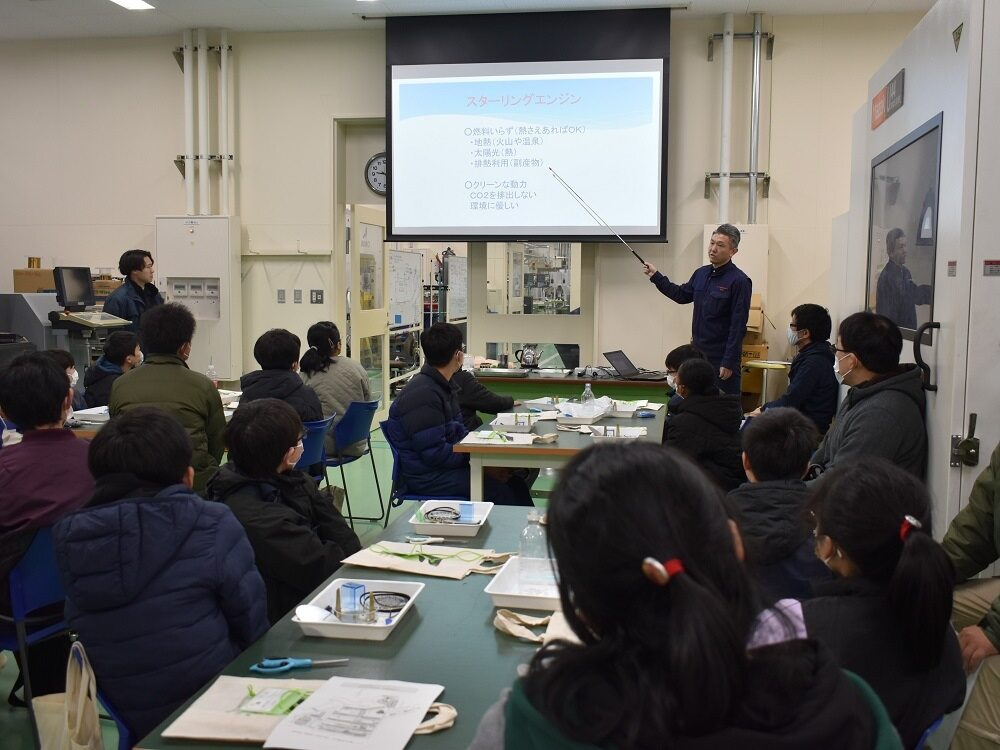 スターリングエンジン
○燃料いらず(熱さえあればOK)
・地熱(火山や温泉)
・太陽光(熱)
・排熱利用(副産物)
○クリーンな動力
CO2を排出しない
環境に優しい